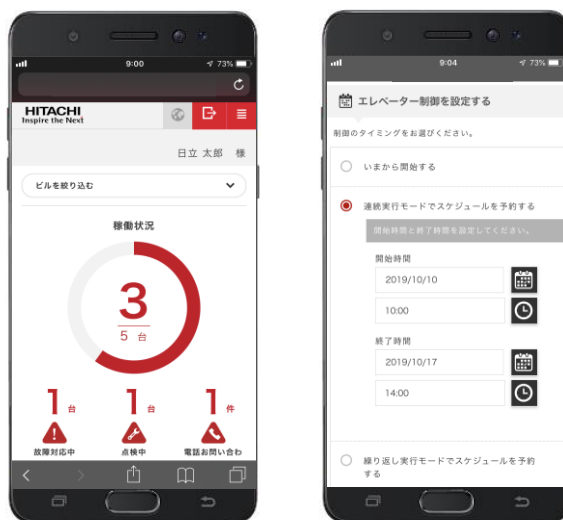 9:00
73%
HITACHI
Inspire the Next
日立 太郎 様
ビルを絞り込む
稼働状況
3
5 台
1 台
1 台
1 件
故障対応中
点検中
電話お問い合わ
9:04
73%
エレベーター制御を設定する
制御のタイミングをお選びください。
いまから開始する
連続実行モードでスケジュールを予約する
開始時間と終了時間を設定してください。
開始時間
2019/10/10
10:00
終了時間
2019/10/17
14:00
繰り返し実行モードでスケジュールを予約
する